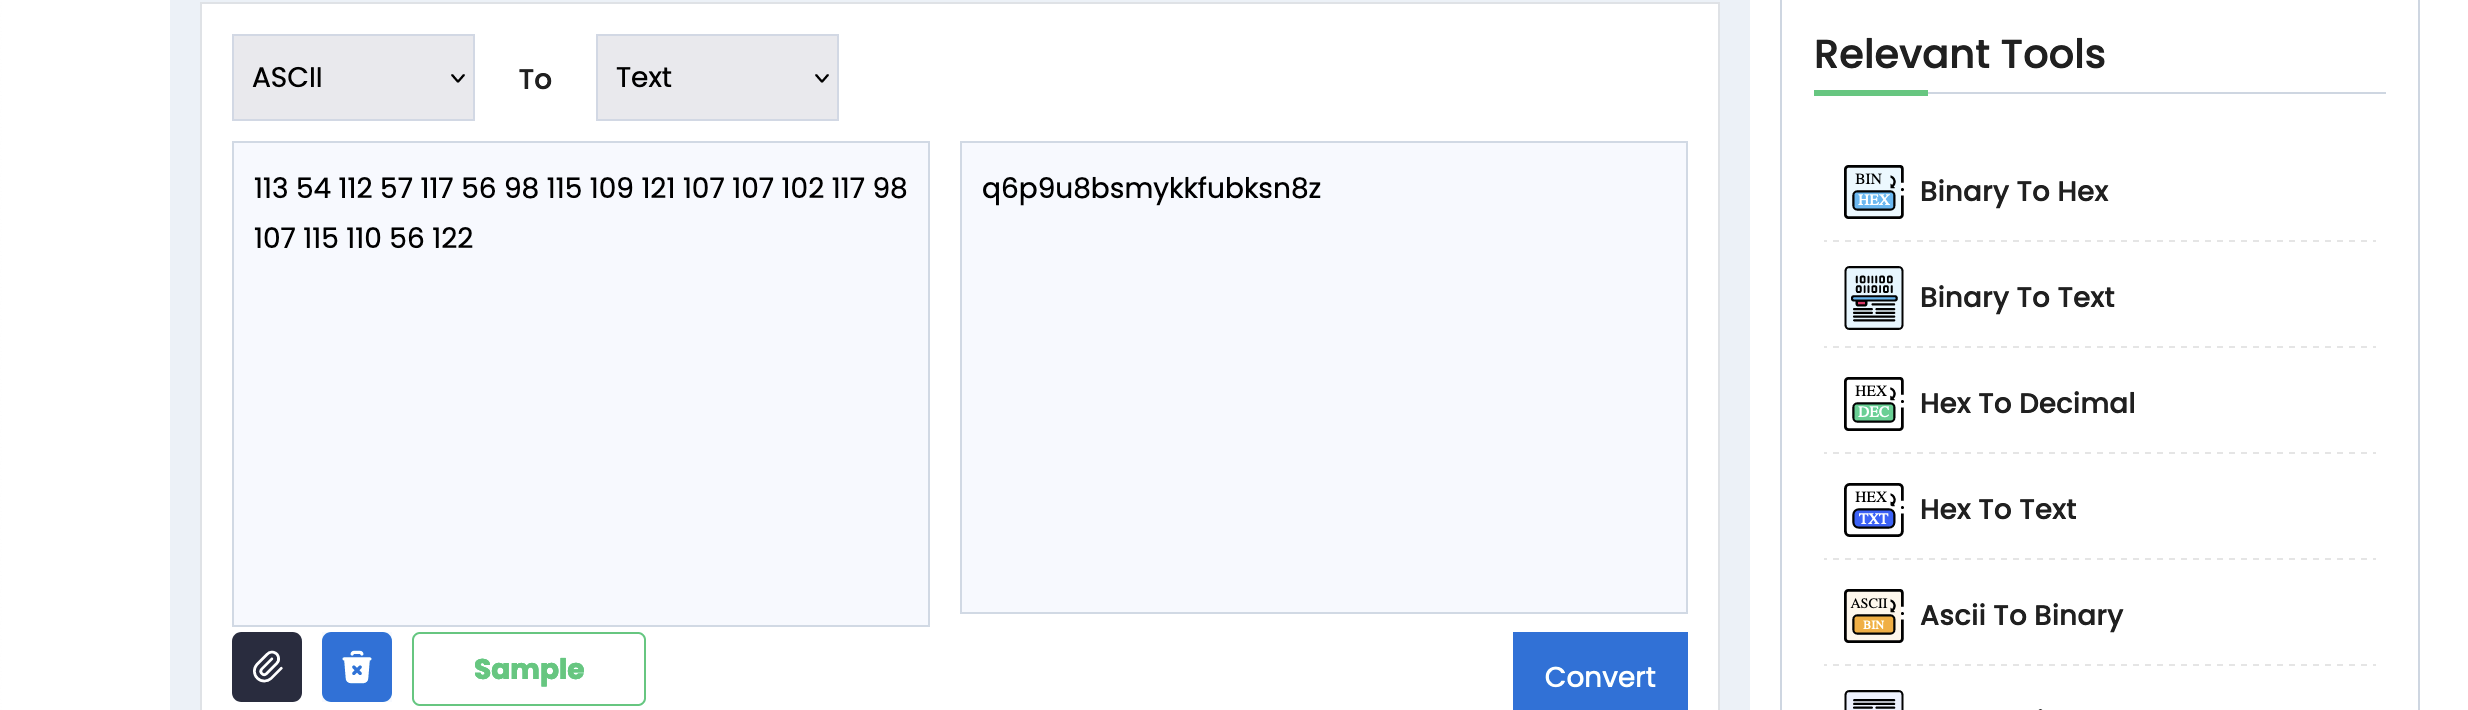 ASCII To Text
113 54 112 57 117 56 98 115 109 121 107 107 102 117 98
107 115 110 56 122
q6p9u8bsmykkfubksn8z
Sample
Convert
Relevant Tools
BIN
HEX
Binary To Hex
Binary To Text
HEX
DEC
Hex To Decimal
HEX
TXT
Hex To Text
ASCII
BIN
Ascii To Binary